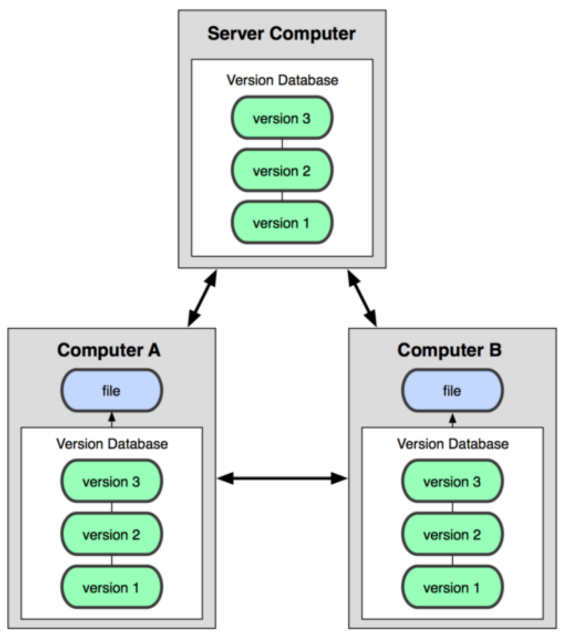 Server Computer
Version Database
version 3
version 2
version 1
Computer A
file
Version Database
version 3
version 2
version 1
Computer B
file
Version Database
version 3
version 2
version 1